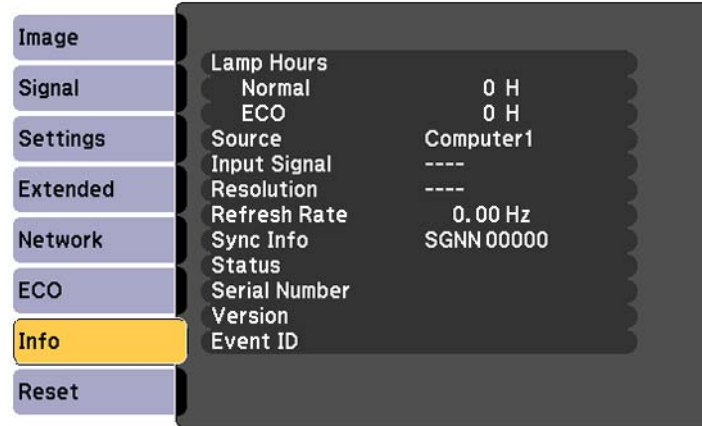 Image
Signal
Settings
Extended
Network
ECO
Info
Reset
Lamp Hours
Normal 0 H
ECO 0 H
Source Computer1
Input Signal ----
Resolution ----
Refresh Rate 0.00 Hz
Sync Info SGNN 00000
Status
Serial Number
Version
Event ID